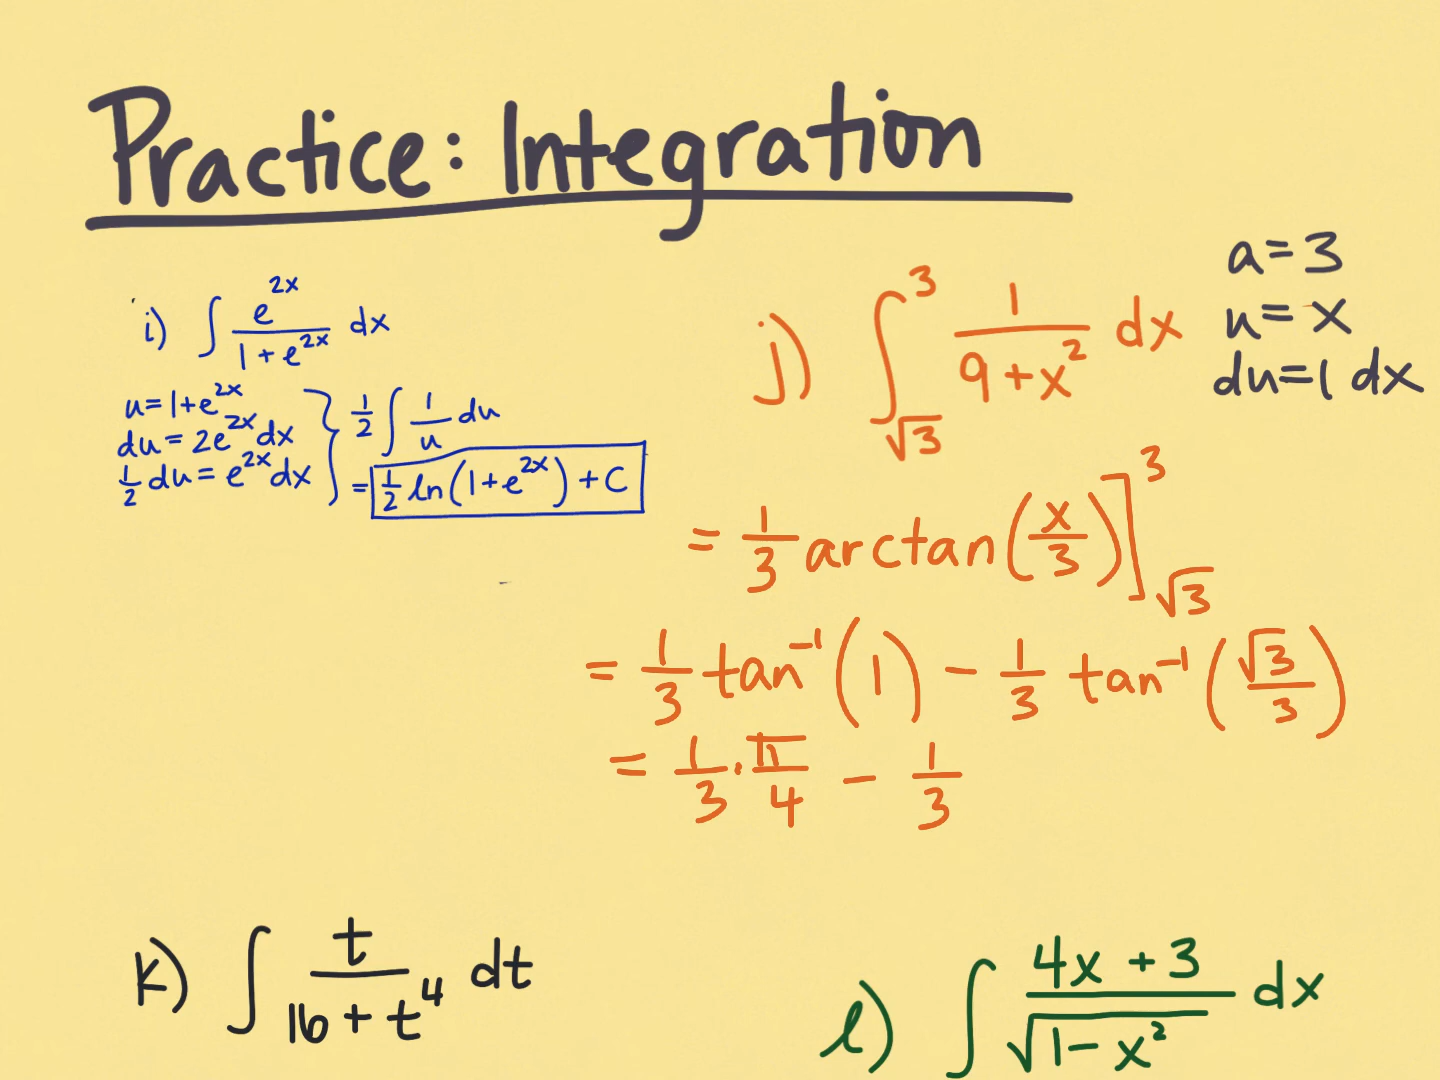 Practice: Integration
i) ∫ e^(2x) / (1 + e^(2x)) dx
u = 1 + e^(2x)
du = 2e^(2x) dx
1/2 du = e^(2x) dx
} 1/2 ∫ 1/u du
= 1/2 ln(1 + e^(2x)) + C
j) ∫_√3^3 1 / (9 + x²) dx
a = 3
u = x
du = 1 dx
= 1/3 arctan(x/3) ]_√3^3
= 1/3 tan⁻¹(1) − 1/3 tan⁻¹(√3/3)
= 1/3 · π/4 − 1/3
k) ∫ t / (16 + t⁴) dt
l) ∫ (4x + 3) / √(1 − x²) dx